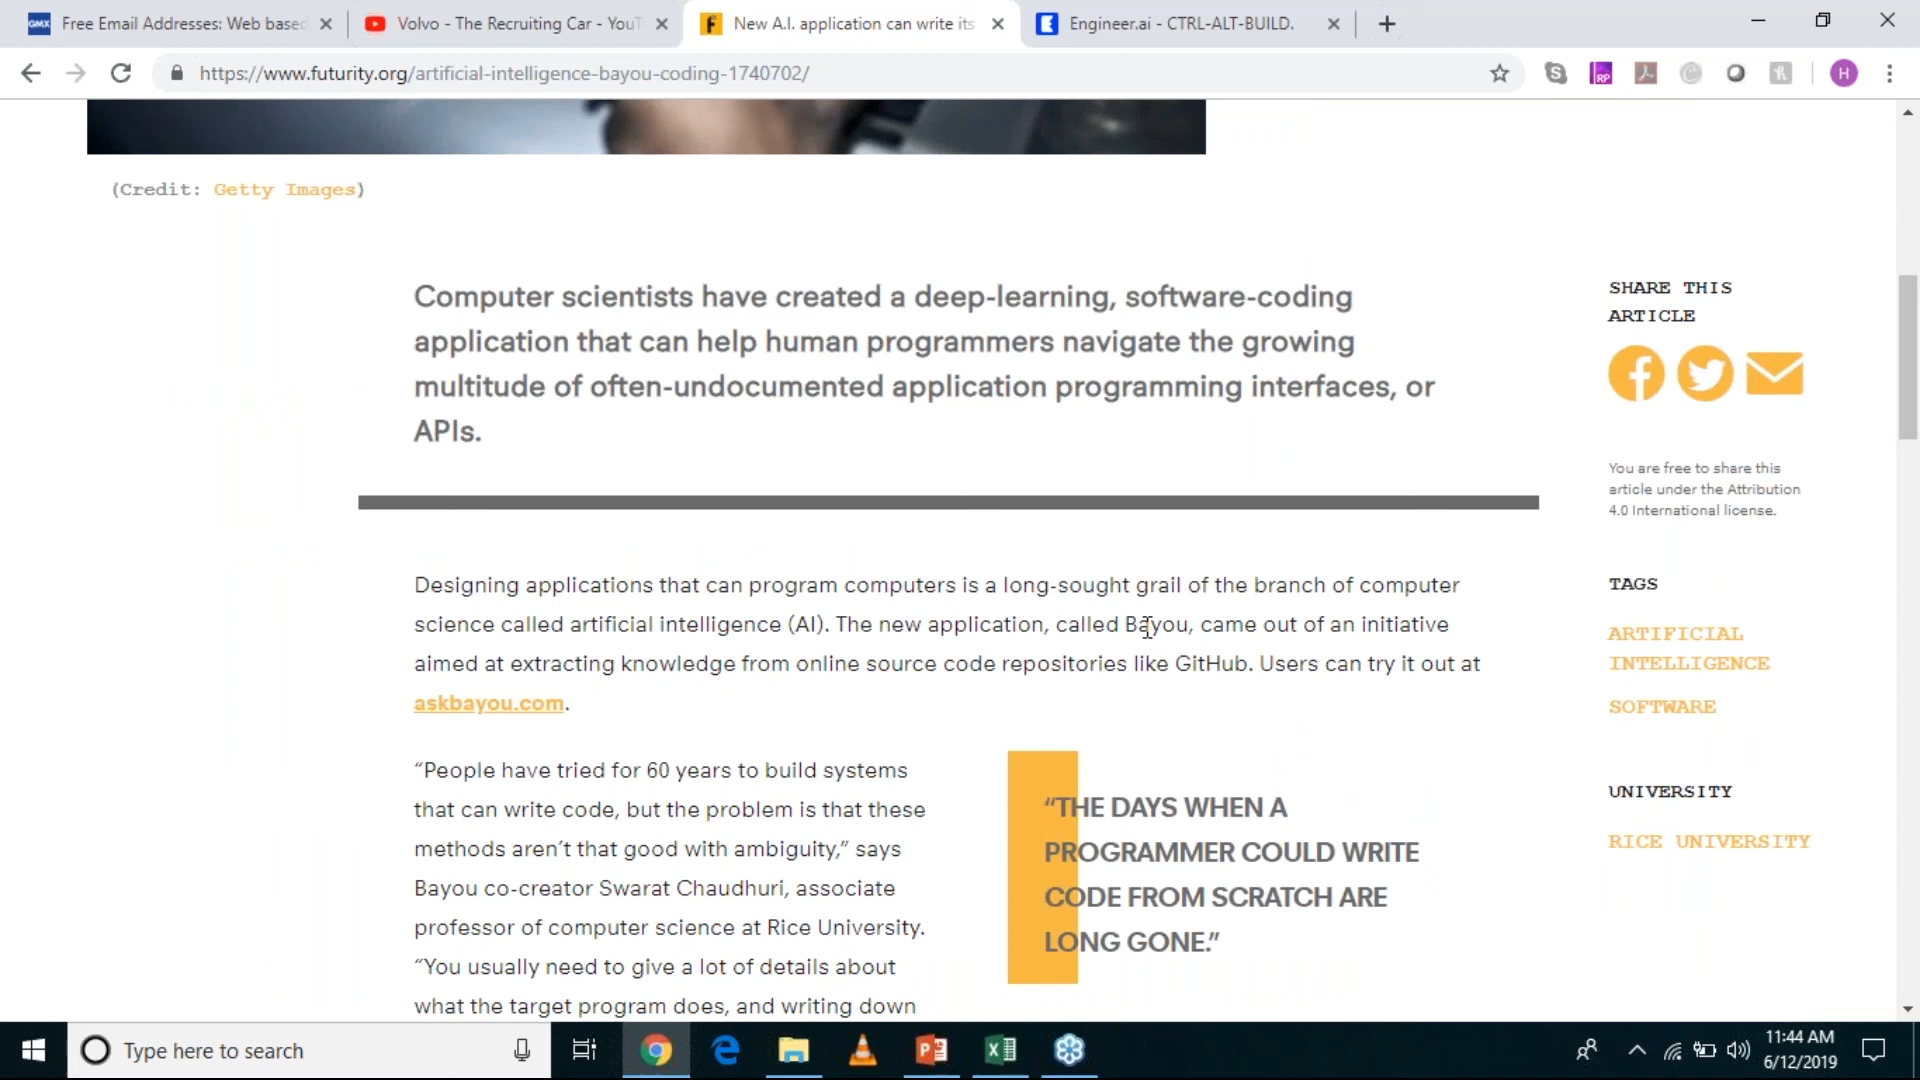 GMX Free Email Addresses: Web based
Volvo - The Recruiting Car - YouT
New A.I. application can write its
Engineer.ai - CTRL-ALT-BUILD.
https://www.futurity.org/artificial-intelligence-bayou-coding-1740702/
RP
H
(Credit: Getty Images)
Computer scientists have created a deep-learning, software-coding
application that can help human programmers navigate the growing
multitude of often-undocumented application programming interfaces, or
APIs.
SHARE THIS
ARTICLE
You are free to share this
article under the Attribution
4.0 International license.
Designing applications that can program computers is a long-sought grail of the branch of computer
science called artificial intelligence (AI). The new application, called Bayou, came out of an initiative
aimed at extracting knowledge from online source code repositories like GitHub. Users can try it out at
askbayou.com.
TAGS
ARTIFICIAL
INTELLIGENCE
SOFTWARE
UNIVERSITY
RICE UNIVERSITY
“People have tried for 60 years to build systems
that can write code, but the problem is that these
methods aren’t that good with ambiguity,” says
Bayou co-creator Swarat Chaudhuri, associate
professor of computer science at Rice University.
“You usually need to give a lot of details about
what the target program does, and writing down
“THE DAYS WHEN A
PROGRAMMER COULD WRITE
CODE FROM SCRATCH ARE
LONG GONE.”
Type here to search
11:44 AM
6/12/2019